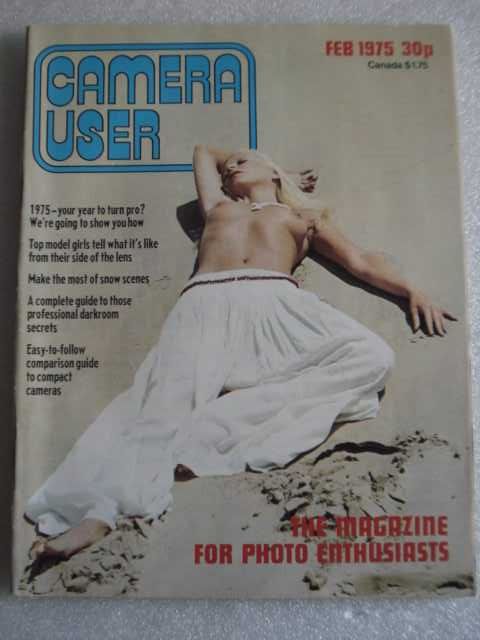 CAMERA
USER
FEB 1975 30p
Canada $1.75
1975–your year to turn pro?
We're going to show you how
Top model girls tell what it's like
from their side of the lens
Make the most of snow scenes
A complete guide to those
professional darkroom
secrets
Easy-to-follow
comparison guide
to compact
cameras
THE MAGAZINE
FOR PHOTO ENTHUSIASTS